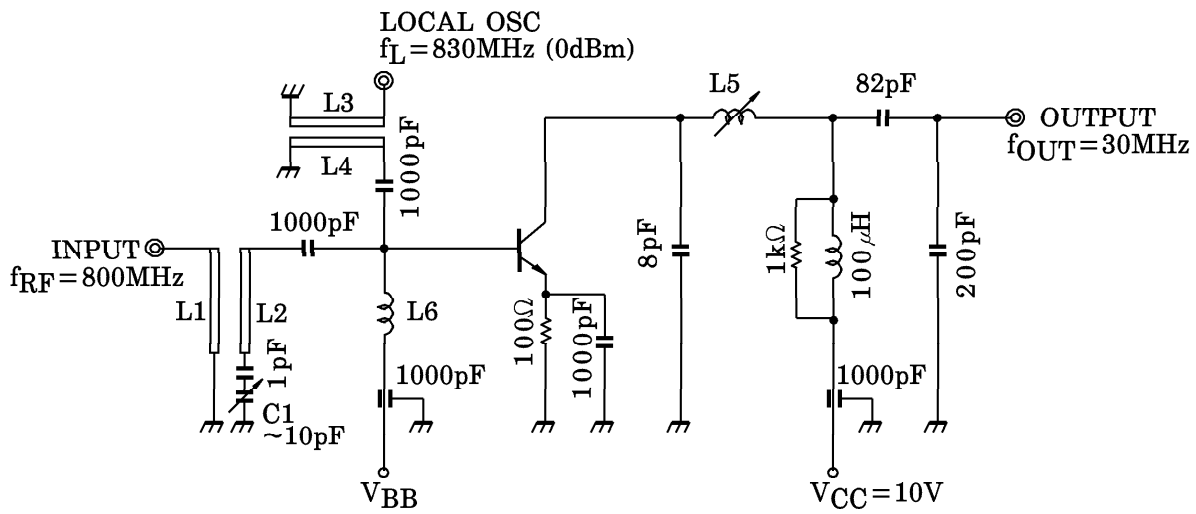 LOCAL OSC
fL=830MHz (0dBm)
L3
L4
1000pF
L5
82pF
OUTPUT
fOUT=30MHz
1000pF
INPUT
fRF=800MHz
L1
L2
1pF
C1
~10pF
L6
1000pF
VBB
100Ω
1000pF
8pF
1kΩ
100μH
200pF
1000pF
VCC=10V